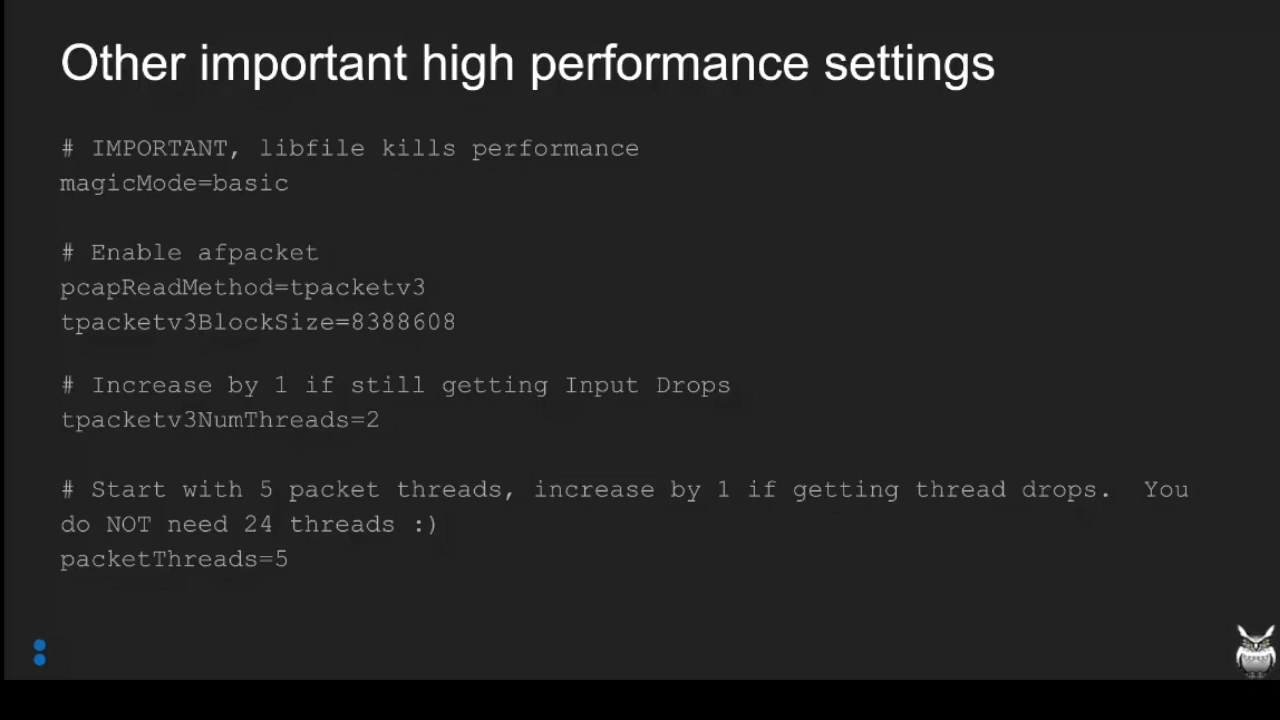 Other important high performance settings
# IMPORTANT, libfile kills performance
magicMode=basic
# Enable afpacket
pcapReadMethod=tpacketv3
tpacketv3BlockSize=8388608
# Increase by 1 if still getting Input Drops
tpacketv3NumThreads=2
# Start with 5 packet threads, increase by 1 if getting thread drops.  You
do NOT need 24 threads :)
packetThreads=5